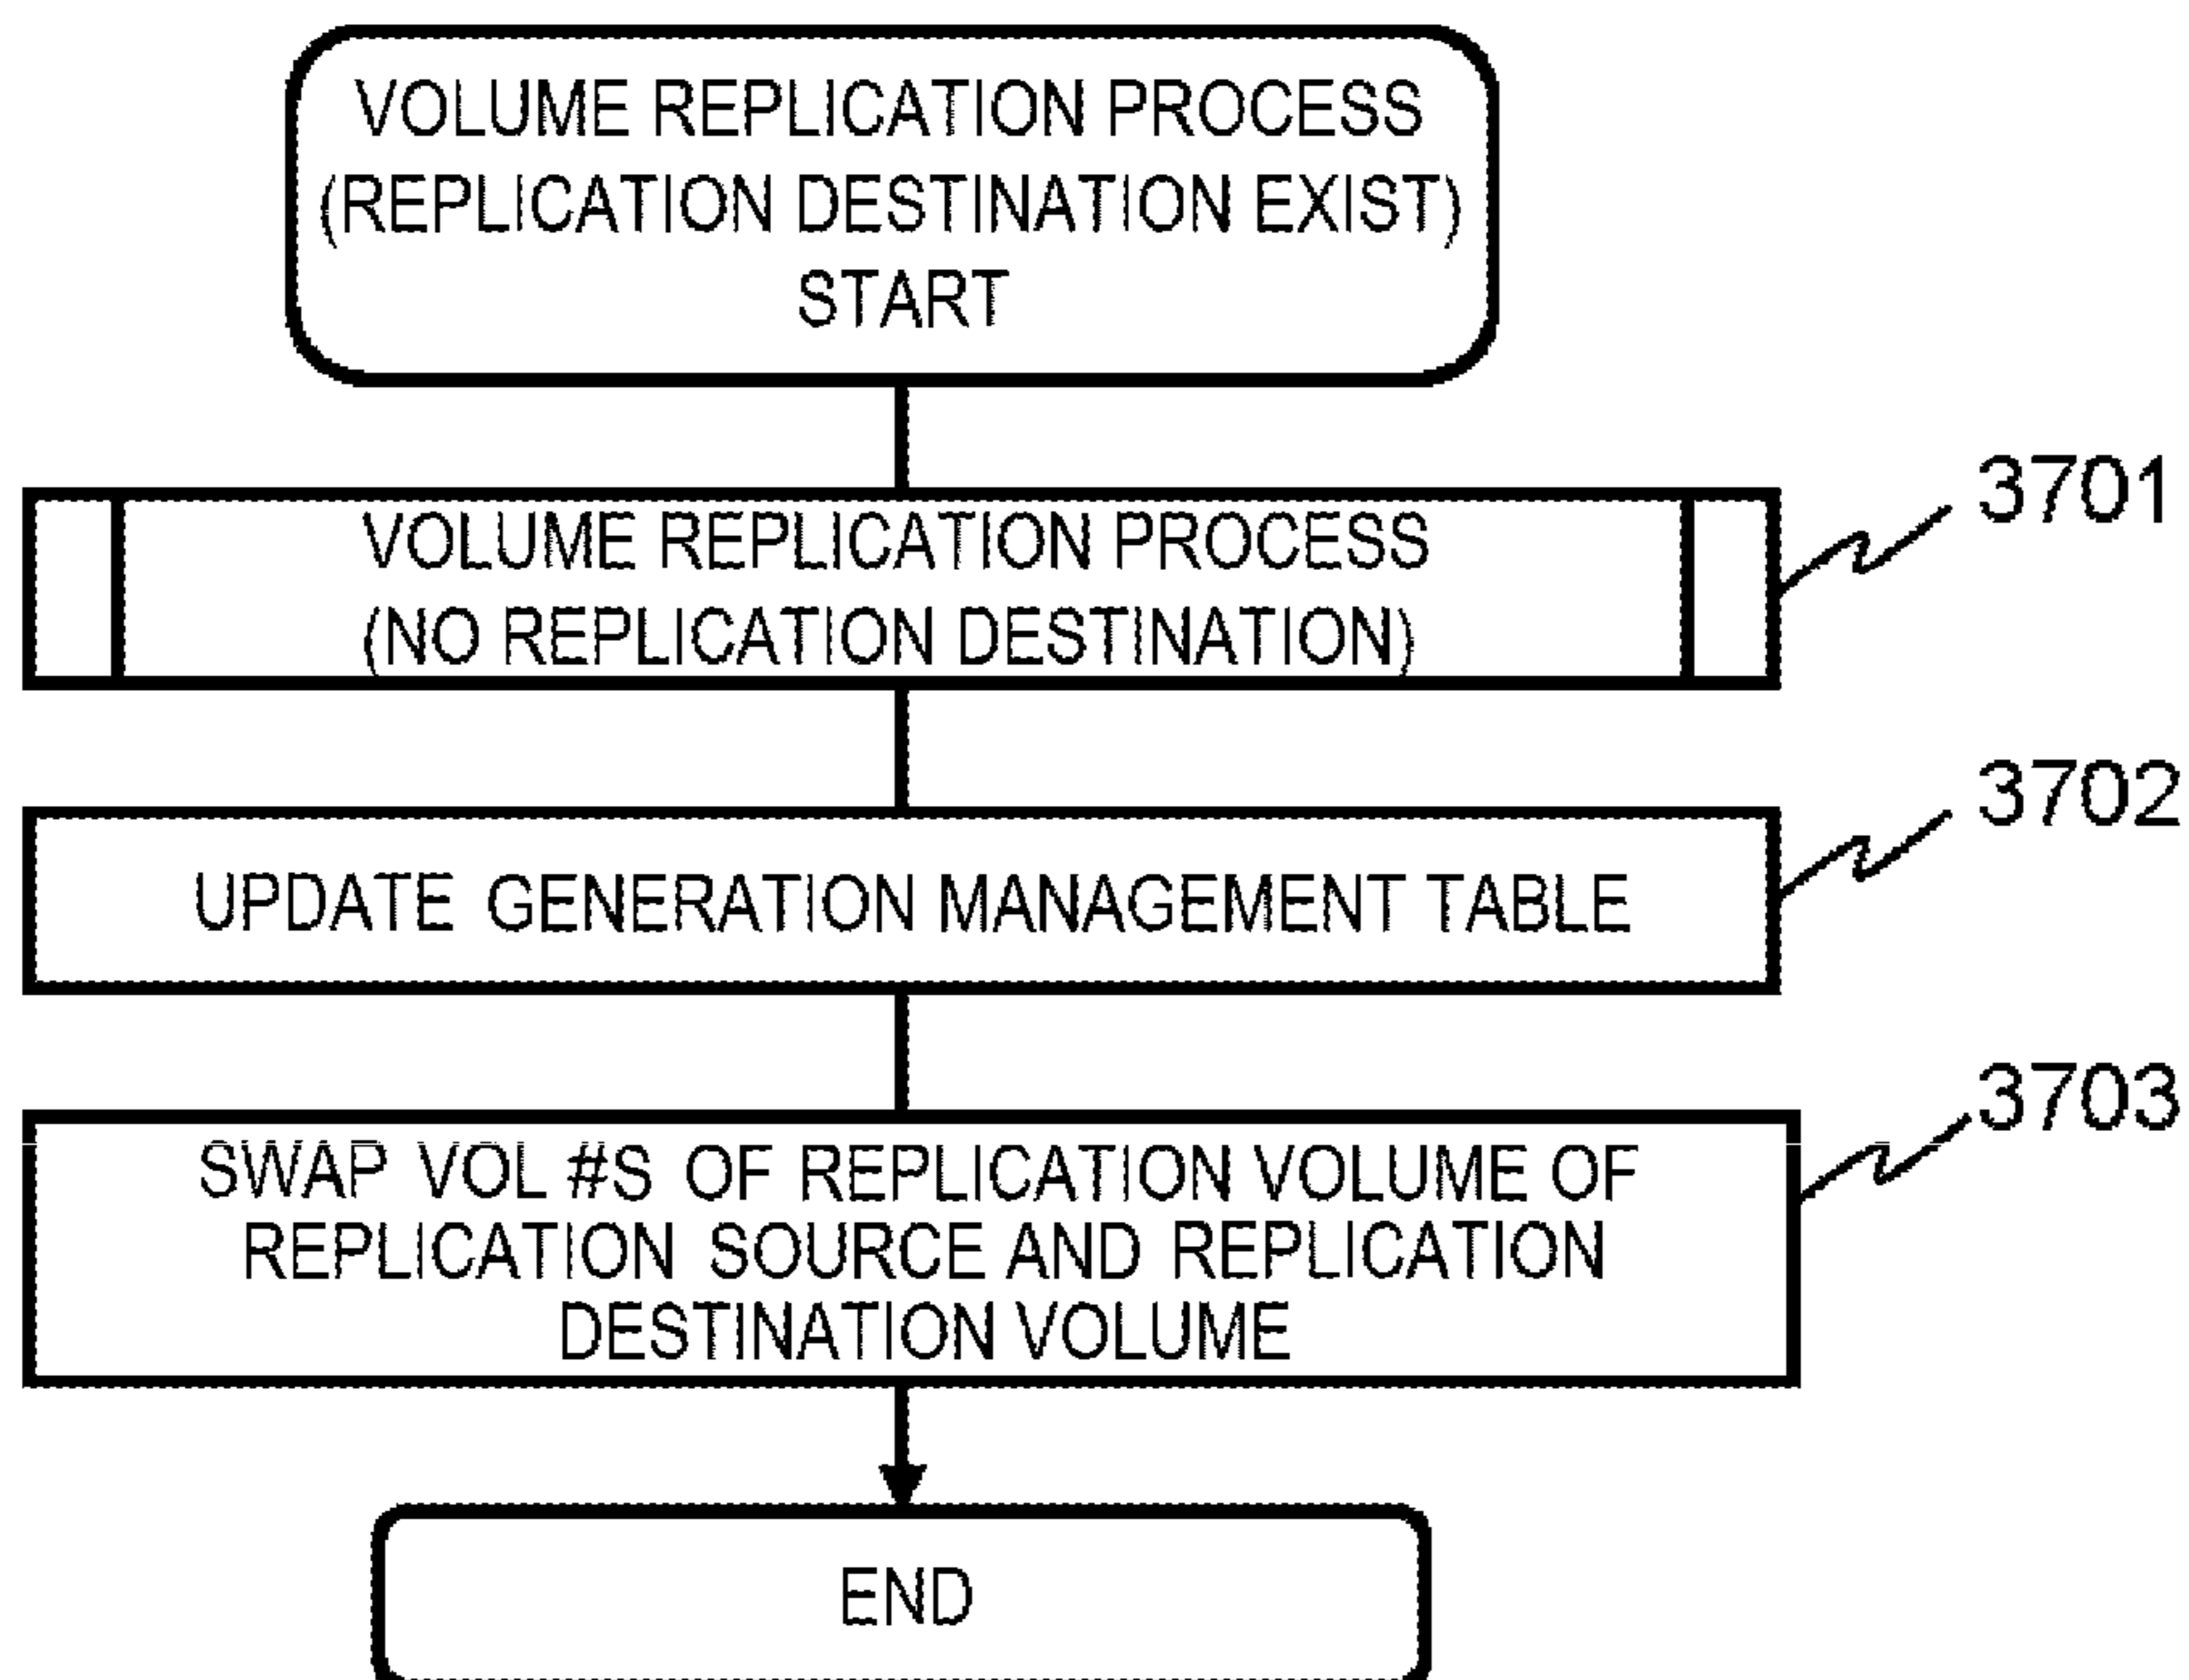 VOLUME REPLICATION PROCESS
(REPLICATION DESTINATION EXIST)
START
3701
VOLUME REPLICATION PROCESS
(NO REPLICATION DESTINATION)
3702
UPDATE GENERATION MANAGEMENT TABLE
3703
SWAP VOL #S OF REPLICATION VOLUME OF
REPLICATION SOURCE AND REPLICATION
DESTINATION VOLUME
END